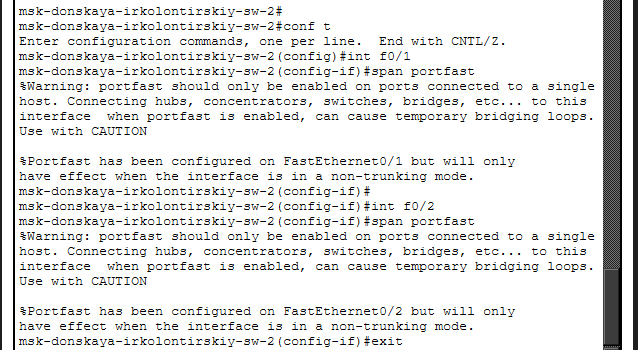 msk-donskaya-irkolontirskiy-sw-2#
msk-donskaya-irkolontirskiy-sw-2#conf t
Enter configuration commands, one per line.  End with CNTL/Z.
msk-donskaya-irkolontirskiy-sw-2(config)#int f0/1
msk-donskaya-irkolontirskiy-sw-2(config-if)#span portfast
%Warning: portfast should only be enabled on ports connected to a single
host. Connecting hubs, concentrators, switches, bridges, etc... to this
interface  when portfast is enabled, can cause temporary bridging loops.
Use with CAUTION

%Portfast has been configured on FastEthernet0/1 but will only
have effect when the interface is in a non-trunking mode.
msk-donskaya-irkolontirskiy-sw-2(config-if)#
msk-donskaya-irkolontirskiy-sw-2(config-if)#int f0/2
msk-donskaya-irkolontirskiy-sw-2(config-if)#span portfast
%Warning: portfast should only be enabled on ports connected to a single
host. Connecting hubs, concentrators, switches, bridges, etc... to this
interface  when portfast is enabled, can cause temporary bridging loops.
Use with CAUTION

%Portfast has been configured on FastEthernet0/2 but will only
have effect when the interface is in a non-trunking mode.
msk-donskaya-irkolontirskiy-sw-2(config-if)#exit